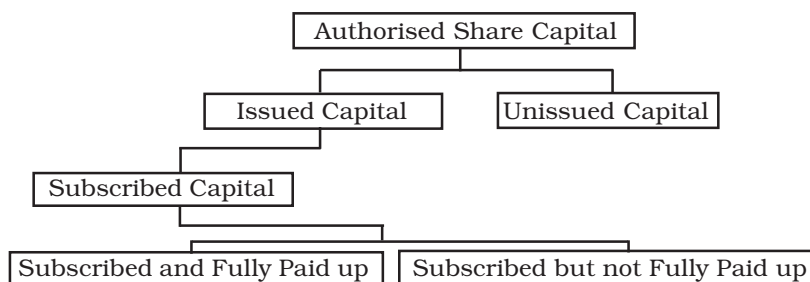 Authorised Share Capital
Issued Capital
Unissued Capital
Subscribed Capital
Subscribed and Fully Paid up
Subscribed but not Fully Paid up